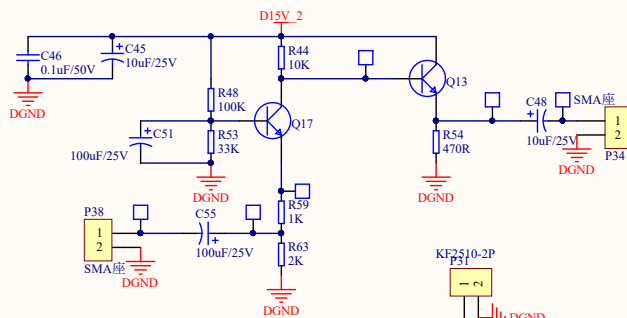 D15V_2
C46
0.1uF/50V
C45
10uF/25V
DGND
R44
10K
Q13
R48
100K
C51
100uF/25V
R53
33K
Q17
DGND
C48
10uF/25V
SMA座
1
2
P34
DGND
R54
470R
DGND
P38
1
2
SMA座
DGND
C55
100uF/25V
R59
1K
R63
2K
DGND
KF2510-2P
P31
1
2
DGND